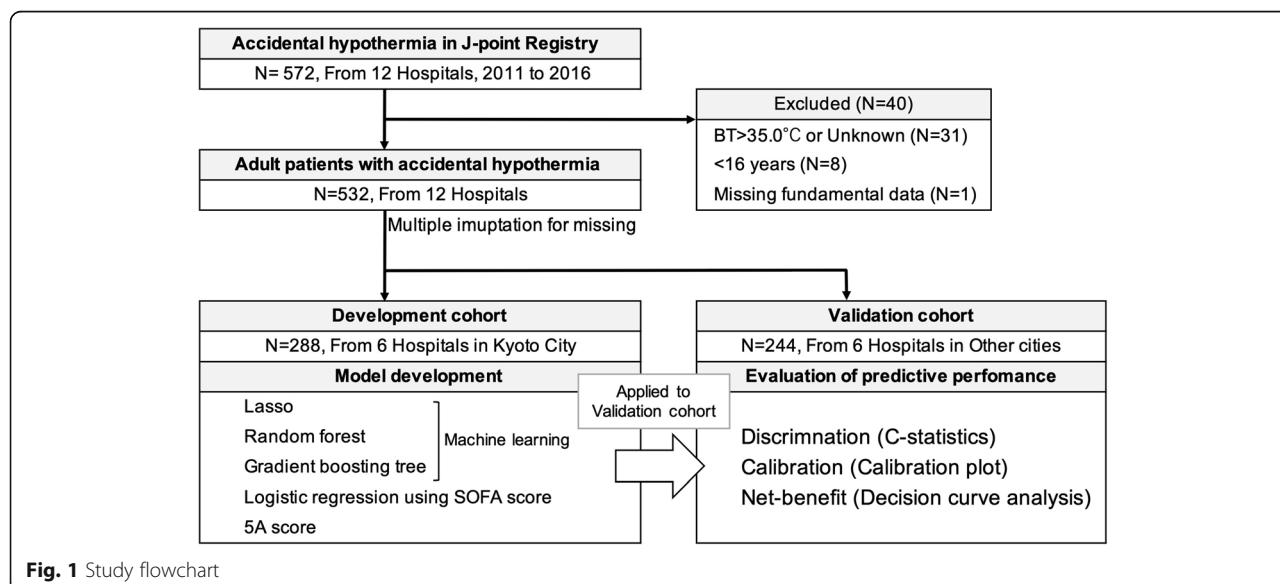 Accidental hypothermia in J-point Registry
N= 572, From 12 Hospitals, 2011 to 2016
Excluded (N=40)
BT>35.0℃ or Unknown (N=31)
<16 years (N=8)
Missing fundamental data (N=1)
Adult patients with accidental hypothermia
N=532, From 12 Hospitals
Multiple imuptation for missing
Development cohort
N=288, From 6 Hospitals in Kyoto City
Model development
Lasso
Random forest
Gradient boosting tree
Machine learning
Logistic regression using SOFA score
5A score
Applied to
Validation cohort
Validation cohort
N=244, From 6 Hospitals in Other cities
Evaluation of predictive perfomance
Discrimnation (C-statistics)
Calibration (Calibration plot)
Net-benefit (Decision curve analysis)
Fig. 1 Study flowchart